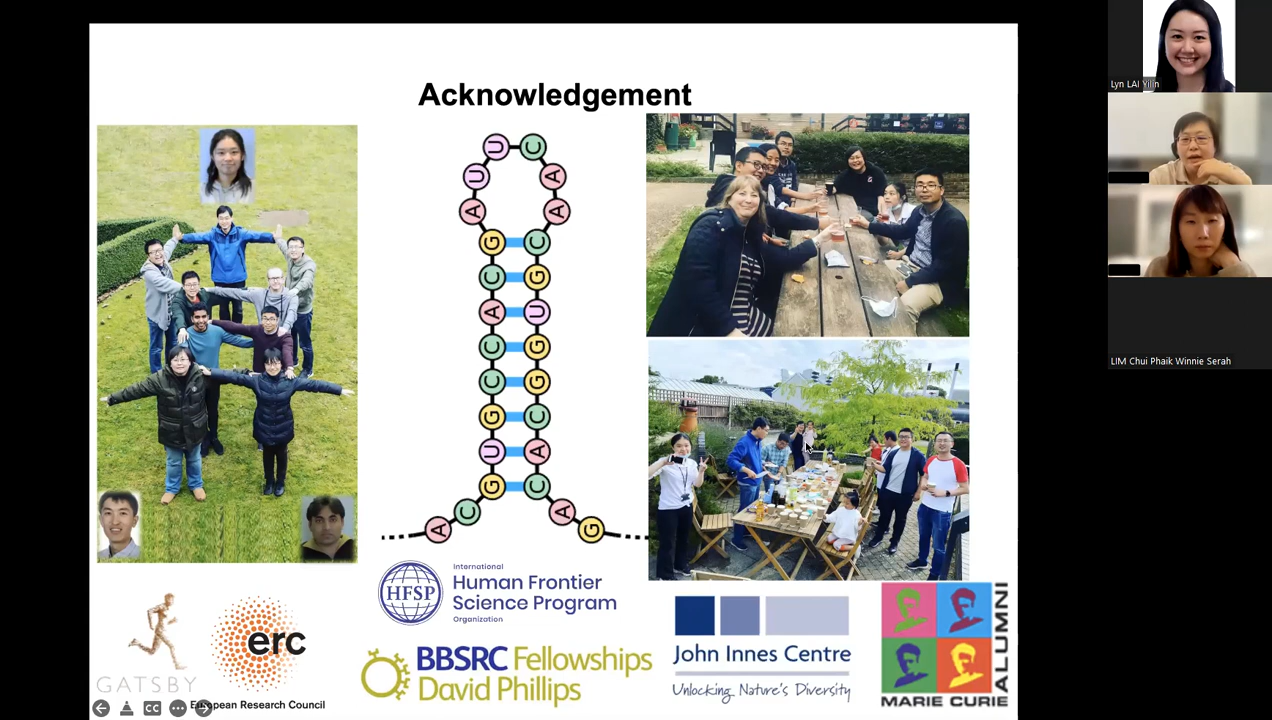 Acknowledgement
U C
U A
A A
G C
C G
A U
C G
C G
G C
U A
G C
C A
A G
HFSP
International
Human Frontier
Science Program
Organization
GATSBY
erc
European Research Council
BBSRC Fellowships
David Phillips
John Innes Centre
Unlocking Nature's Diversity
MARIE CURIE
ALUMNI
CC
Lyn LAI Yilin
LIM Chui Phaik Winnie Serah